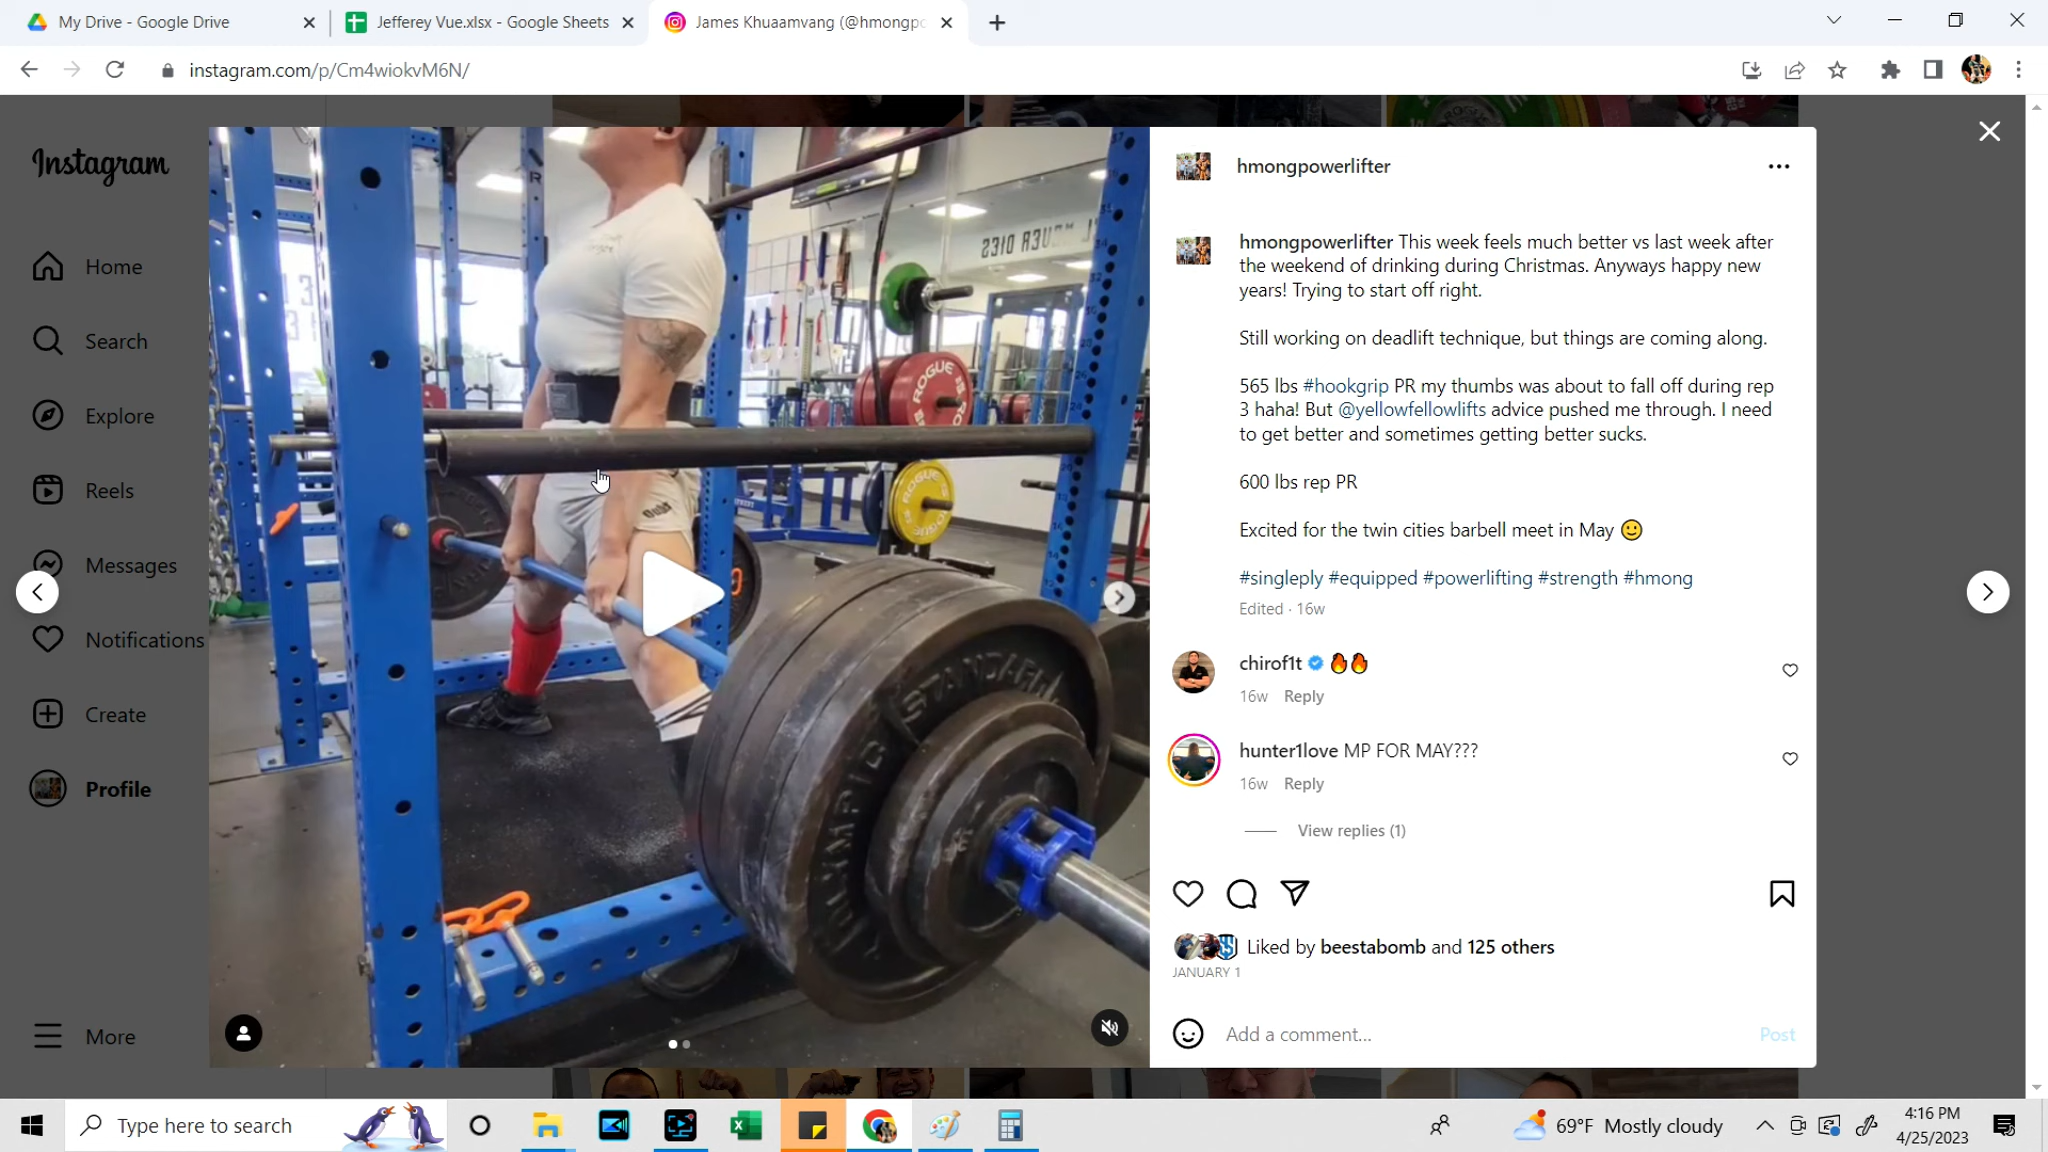 My Drive - Google Drive
Jefferey Vue.xlsx - Google Sheets
James Khuaamvang (@hmongpo
instagram.com/p/Cm4wiokvM6N/
Instagram
Home
Search
Explore
Reels
Messages
Notifications
Create
Profile
More
ROGUE
ROGUE
STANDARD
OLYMPIC
hmongpowerlifter
hmongpowerlifter This week feels much better vs last week after
the weekend of drinking during Christmas. Anyways happy new
years! Trying to start off right.
Still working on deadlift technique, but things are coming along.
565 lbs #hookgrip PR my thumbs was about to fall off during rep
3 haha! But @yellowfellowlifts advice pushed me through. I need
to get better and sometimes getting better sucks.
600 lbs rep PR
Excited for the twin cities barbell meet in May 🙂
#singleply #equipped #powerlifting #strength #hmong
Edited · 16w
chirof1t 🔥🔥
16w Reply
hunter1love MP FOR MAY???
16w Reply
View replies (1)
Liked by beestabomb and 125 others
JANUARY 1
Add a comment...
Post
Type here to search
69°F Mostly cloudy
4:16 PM
4/25/2023